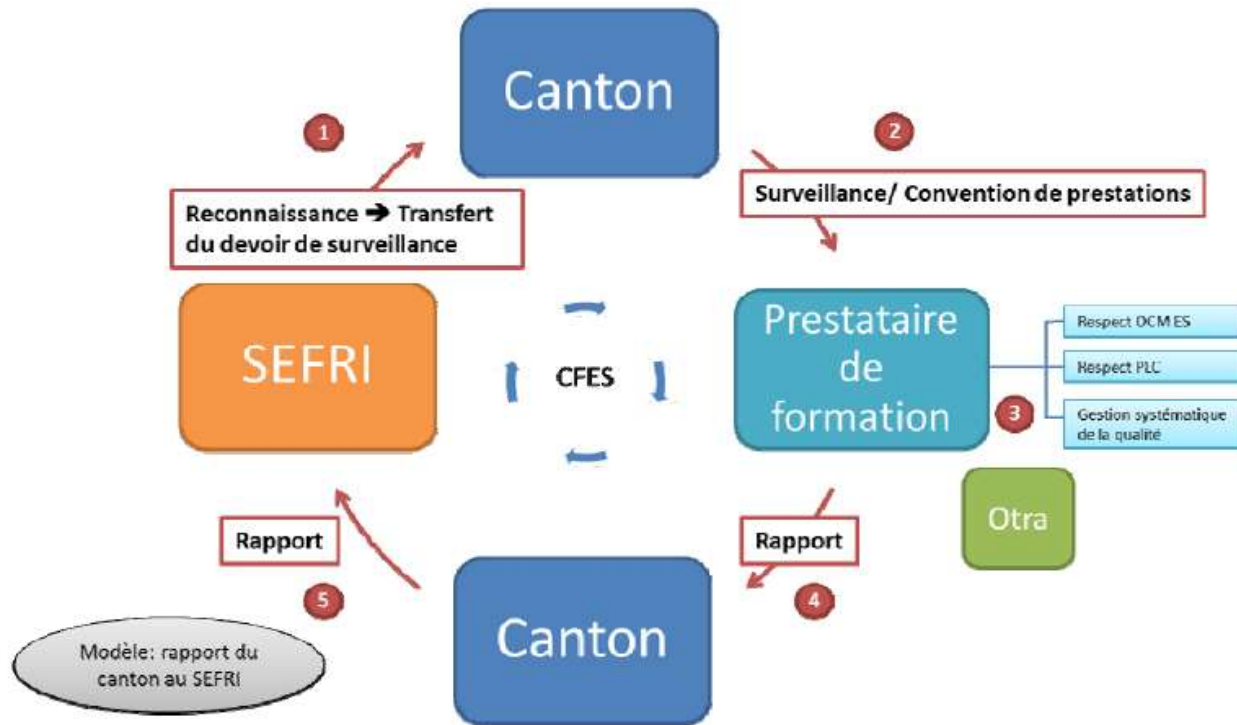 Canton
1
2
Reconnaissance ➔ Transfert
du devoir de surveillance
Surveillance/ Convention de prestations
SEFRI
CFES
Prestataire
de
formation
Respect OCM ES
Respect PLC
Gestion systématique
de la qualité
3
Otra
Rapport
Rapport
5
4
Canton
Modèle: rapport du
canton au SEFRI